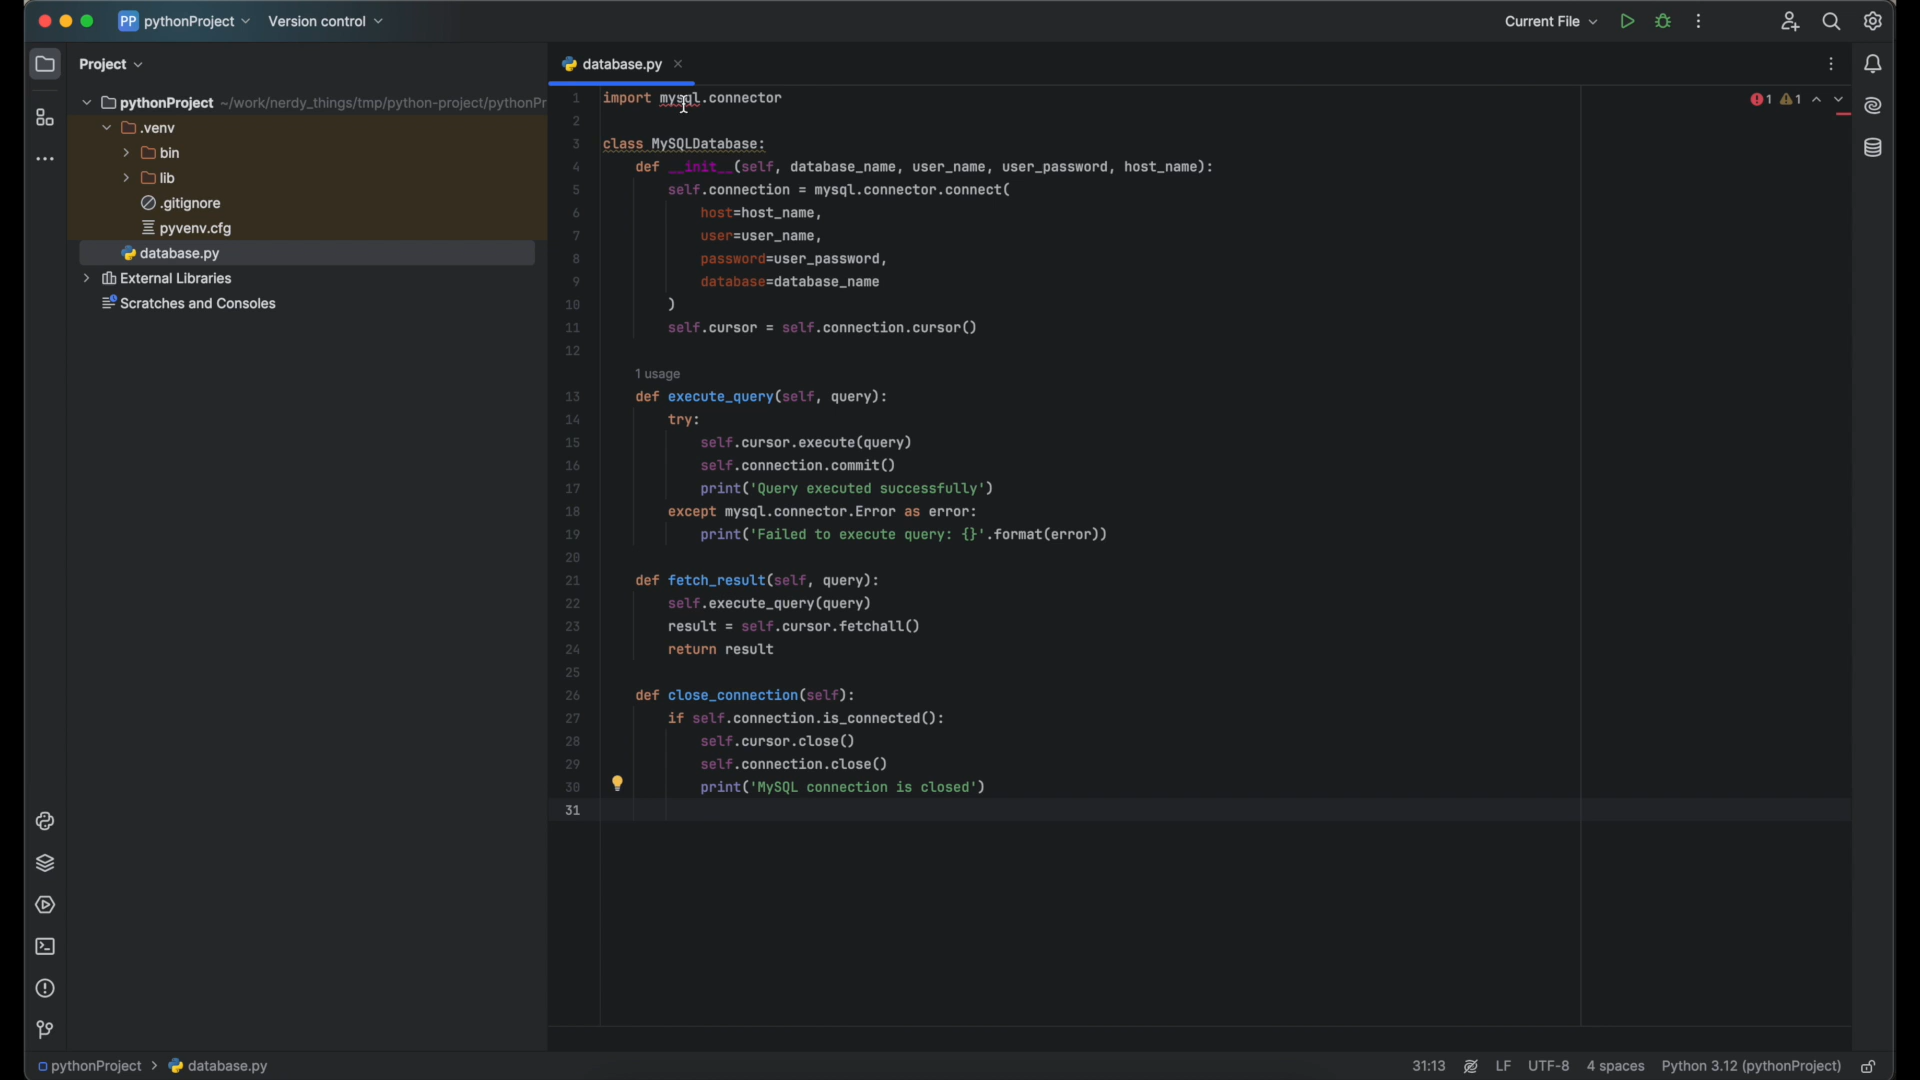 PP pythonProject Version control Current File
Project
database.py
pythonProject ~/work/nerdy_things/tmp/python-project/pythonPr
.venv
bin
lib
.gitignore
pyvenv.cfg
database.py
External Libraries
Scratches and Consoles
1 import mysql.connector
1 1
2
3 class MySQLDatabase:
4 def __init__(self, database_name, user_name, user_password, host_name):
5 self.connection = mysql.connector.connect(
6 host=host_name,
7 user=user_name,
8 password=user_password,
9 database=database_name
10 )
11 self.cursor = self.connection.cursor()
12
1 usage
13 def execute_query(self, query):
14 try:
15 self.cursor.execute(query)
16 self.connection.commit()
17 print('Query executed successfully')
18 except mysql.connector.Error as error:
19 print('Failed to execute query: {}'.format(error))
20
21 def fetch_result(self, query):
22 self.execute_query(query)
23 result = self.cursor.fetchall()
24 return result
25
26 def close_connection(self):
27 if self.connection.is_connected():
28 self.cursor.close()
29 self.connection.close()
30 print('MySQL connection is closed')
31
pythonProject > database.py
31:13 LF UTF-8 4 spaces Python 3.12 (pythonProject)